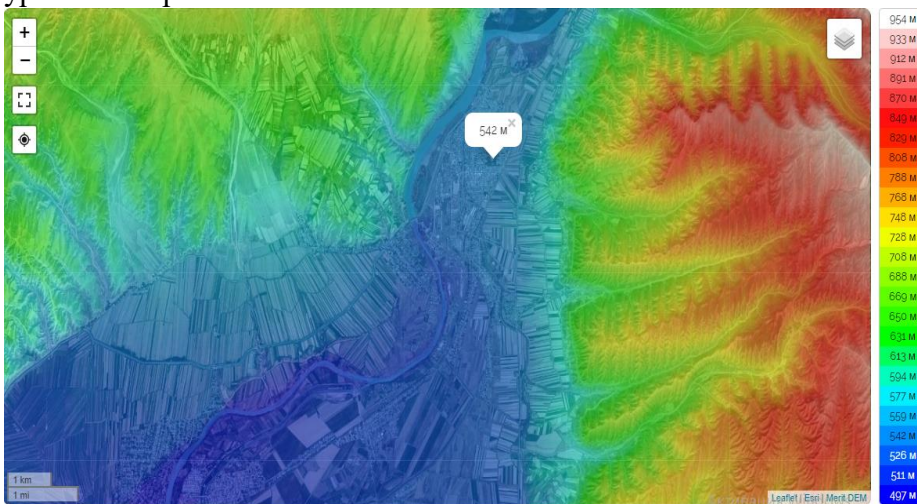 +
−
542 м ×
1 km
1 mi
Leaflet | Esri | Merit DEM
954 м
933 м
912 м
891 м
870 м
849 м
829 м
808 м
788 м
768 м
748 м
728 м
708 м
688 м
669 м
650 м
631 м
613 м
594 м
577 м
559 м
542 м
526 м
511 м
497 м